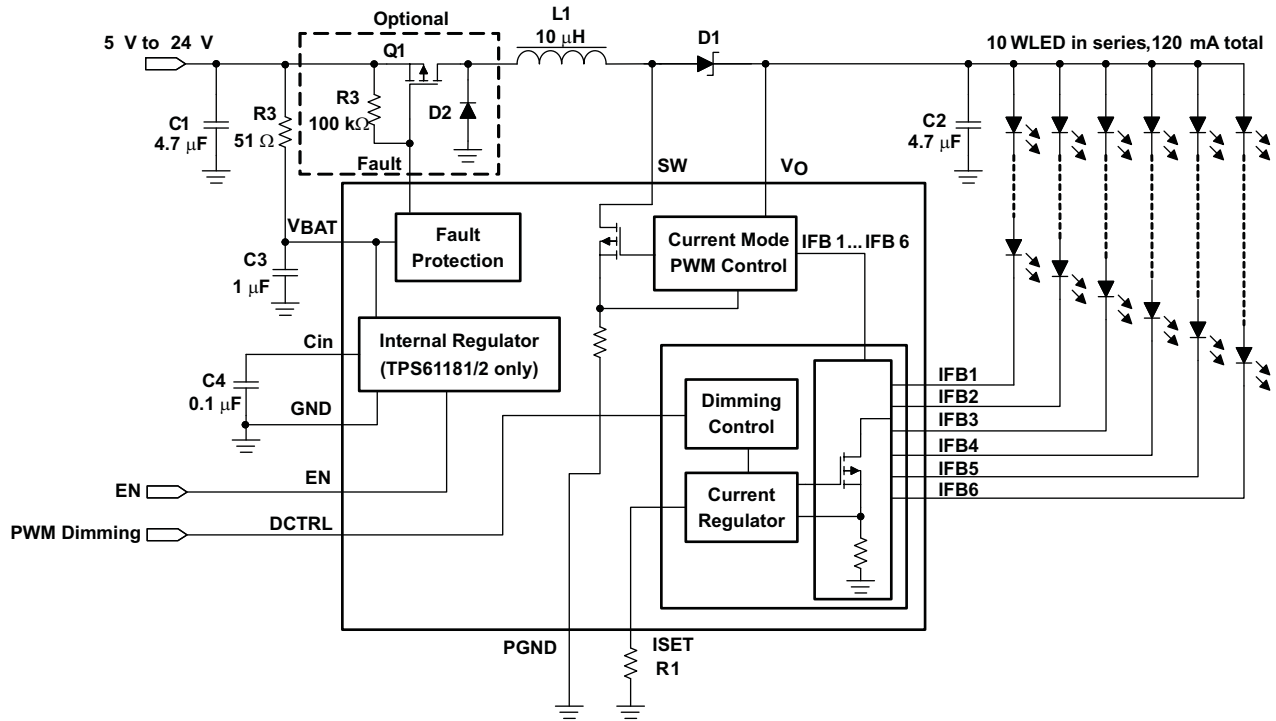 Optional
L1
10 μH
5 V to 24 V
Q1
D1
10 WLED in series,120 mA total
R3
100 kΩ
D2
C1
4.7 μF
R3
51 Ω
C2
4.7 μF
Fault
SW
VO
VBAT
Fault
Protection
Current Mode
PWM Control
IFB 1...IFB 6
C3
1 μF
Cin
Internal Regulator
(TPS61181/2 only)
C4
0.1 μF
GND
Dimming
Control
IFB1
IFB2
IFB3
IFB4
IFB5
IFB6
EN
EN
Current
Regulator
PWM Dimming
DCTRL
PGND
ISET
R1